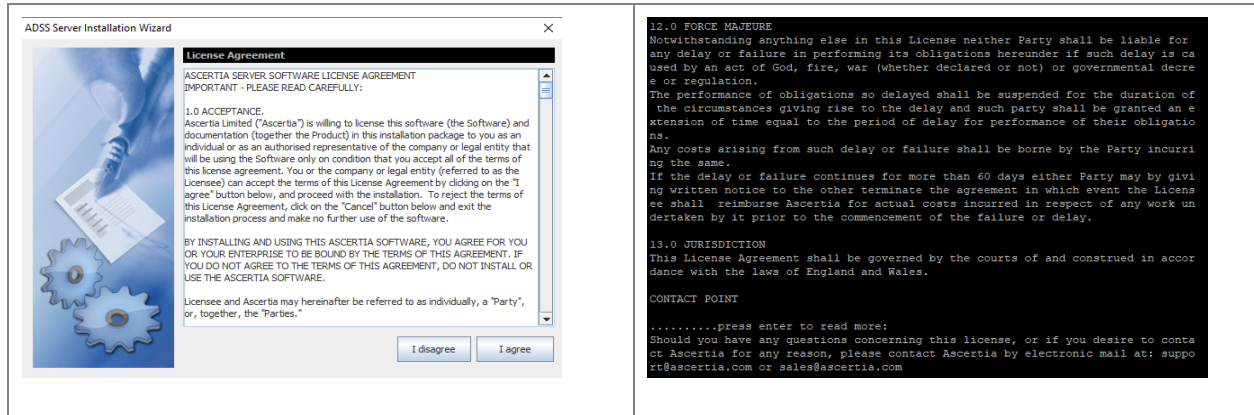 ADSS Server Installation Wizard
License Agreement
ASCERTIA SERVER SOFTWARE LICENSE AGREEMENT
IMPORTANT - PLEASE READ CAREFULLY:
1.0 ACCEPTANCE.
Ascertia Limited ("Ascertia") is willing to license this software (the Software) and
documentation (together the Product) in this installation package to you as an
individual or as an authorised representative of the company or legal entity that
will be using the Software only on condition that you accept all of the terms of
this license agreement. You or the company or legal entity (referred to as the
Licensee) can accept the terms of this License Agreement by clicking on the "I
agree" button below, and proceed with the installation. To reject the terms of
this License Agreement, click on the "Cancel" button below and exit the
installation process and make no further use of the software.
BY INSTALLING AND USING THIS ASCERTIA SOFTWARE, YOU AGREE FOR YOU
OR YOUR ENTERPRISE TO BE BOUND BY THE TERMS OF THIS AGREEMENT. IF
YOU DO NOT AGREE TO THE TERMS OF THIS AGREEMENT, DO NOT INSTALL OR
USE THE ASCERTIA SOFTWARE.
Licensee and Ascertia may hereinafter be referred to as individually, a "Party",
or, together, the "Parties."
I disagree
I agree
12.0 FORCE MAJEURE
Notwithstanding anything else in this License neither Party shall be liable for
any delay or failure in performing its obligations hereunder if such delay is ca
used by an act of God, fire, war (whether declared or not) or governmental decre
e or regulation.
The performance of obligations so delayed shall be suspended for the duration of
the circumstances giving rise to the delay and such party shall be granted an e
xtension of time equal to the period of delay for performance of their obligatio
ns.
Any costs arising from such delay or failure shall be borne by the Party incurri
ng the same.
If the delay or failure continues for more than 60 days either Party may by givi
ng written notice to the other terminate the agreement in which event the Licens
ee shall  reimburse Ascertia for actual costs incurred in respect of any work un
dertaken by it prior to the commencement of the failure or delay.
13.0 JURISDICTION
This License Agreement shall be governed by the courts of and construed in accor
dance with the laws of England and Wales.
CONTACT POINT
..........press enter to read more:
Should you have any questions concerning this license, or if you desire to conta
ct Ascertia for any reason, please contact Ascertia by electronic mail at: suppo
rt@ascertia.com or sales@ascertia.com